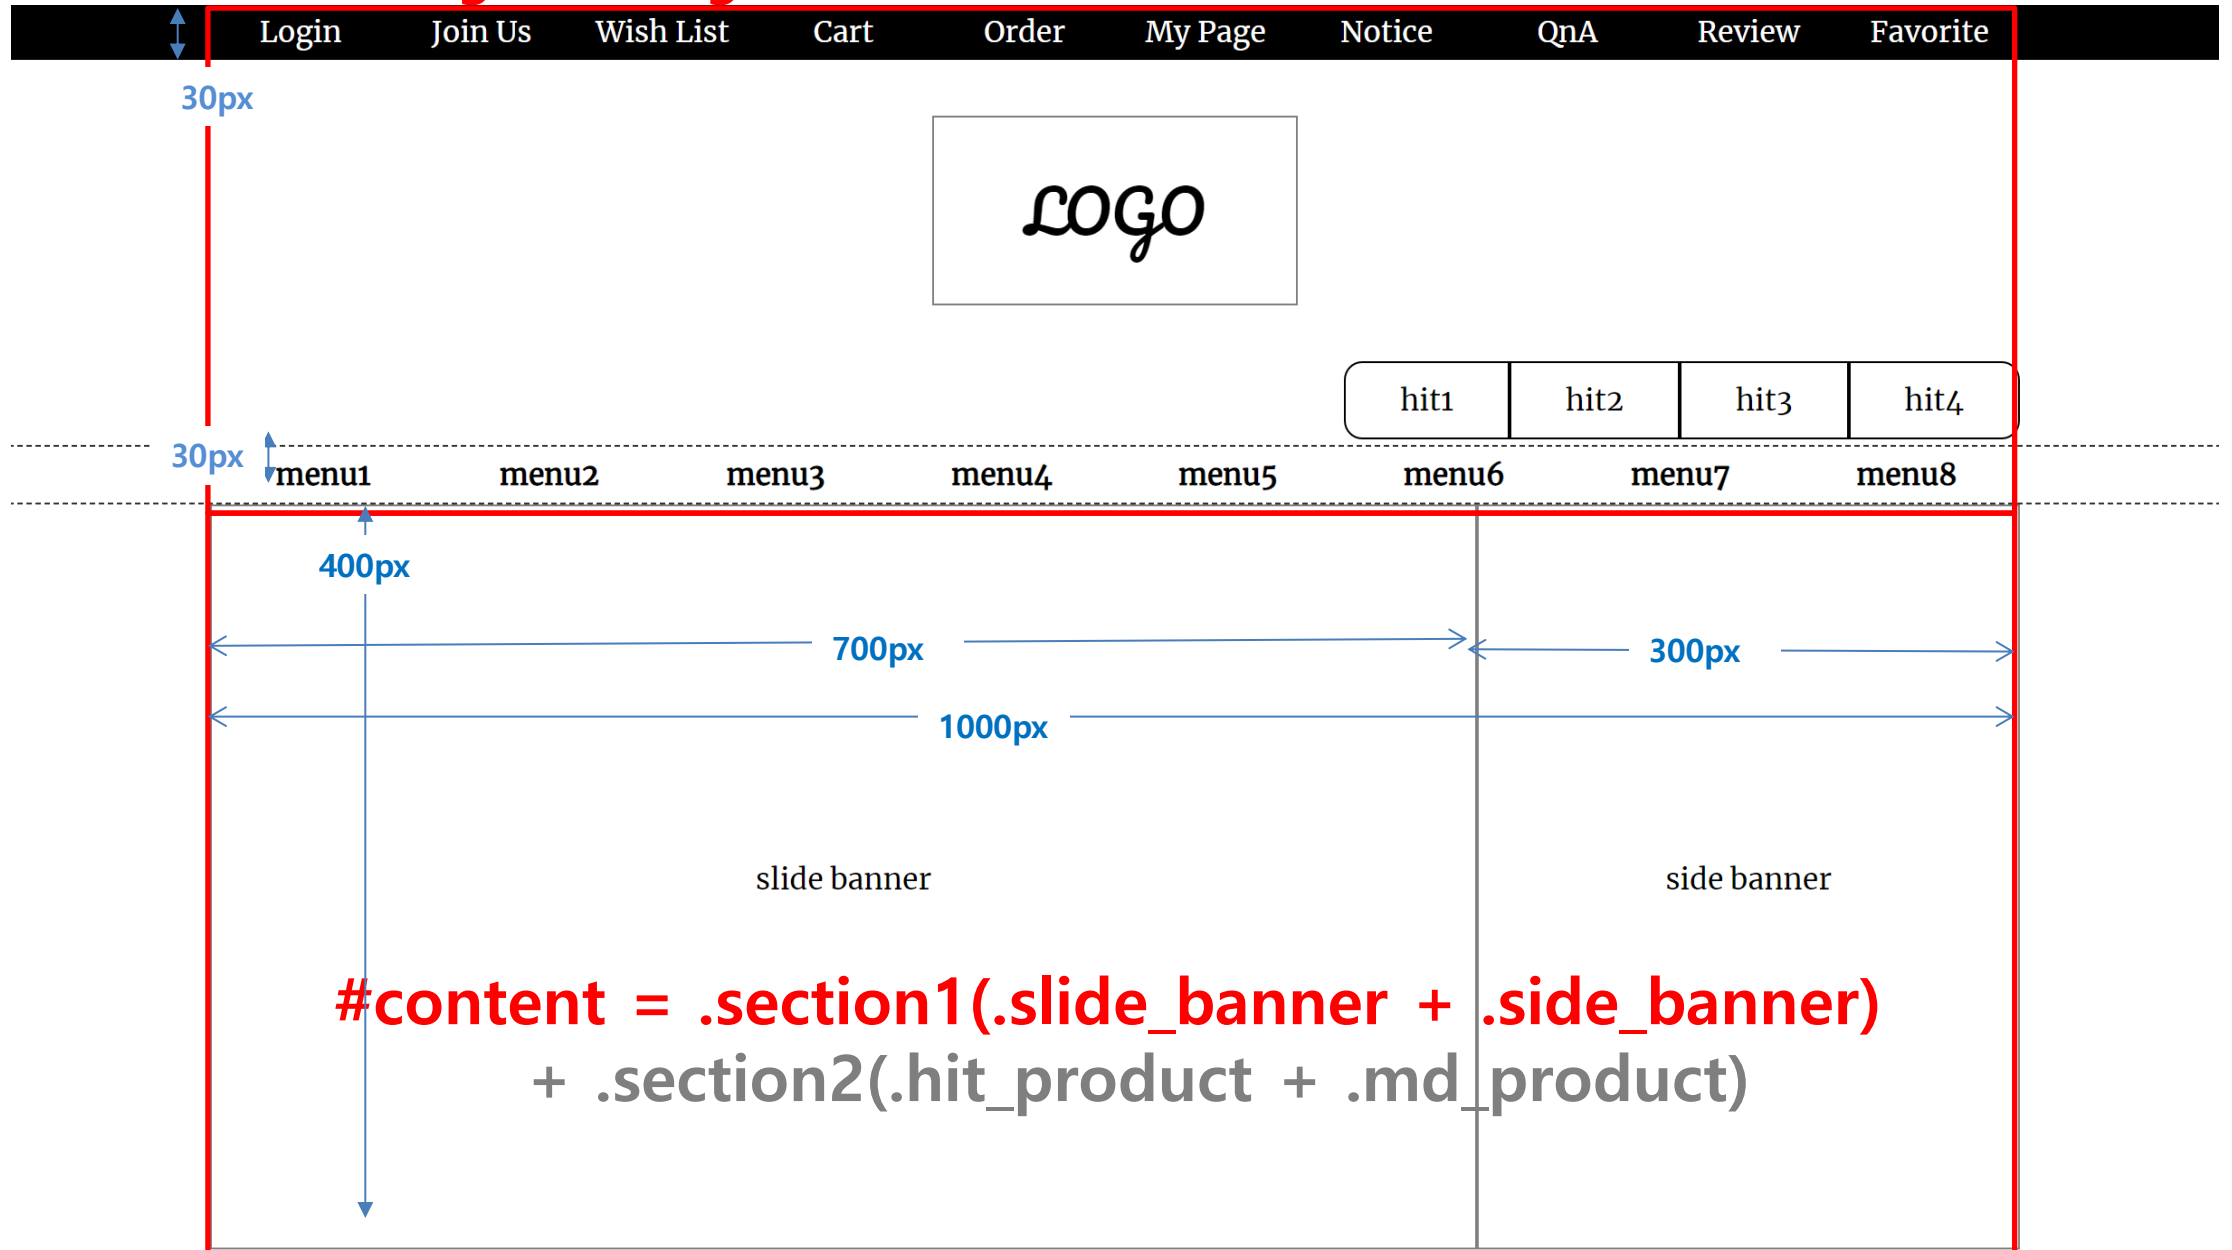 Login Join Us Wish List Cart Order My Page Notice QnA Review Favorite
30px
LOGO
hit1 hit2 hit3 hit4
30px
menu1 menu2 menu3 menu4 menu5 menu6 menu7 menu8
400px
700px 300px
1000px
slide banner side banner
#content = .section1(.slide_banner + .side_banner)
+ .section2(.hit_product + .md_product)